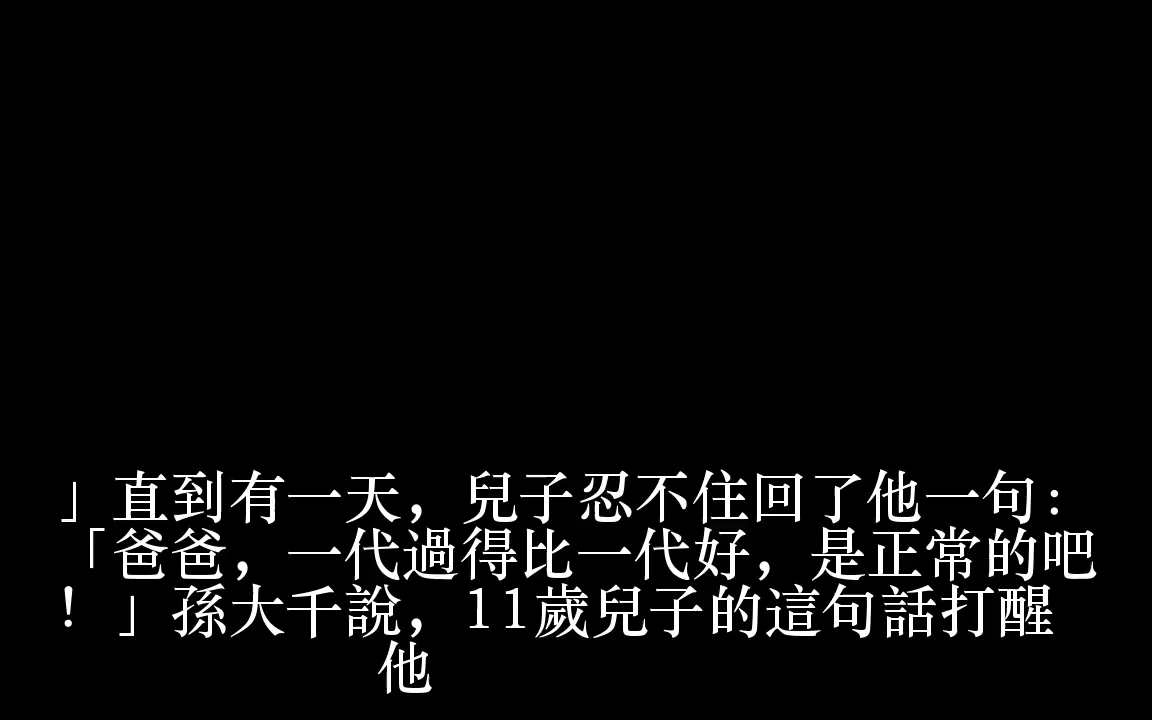 」直到有一天，兒子忍不住回了他一句：
「爸爸，一代過得比一代好，是正常的吧
！」孫大千說，11歲兒子的這句話打醒
他